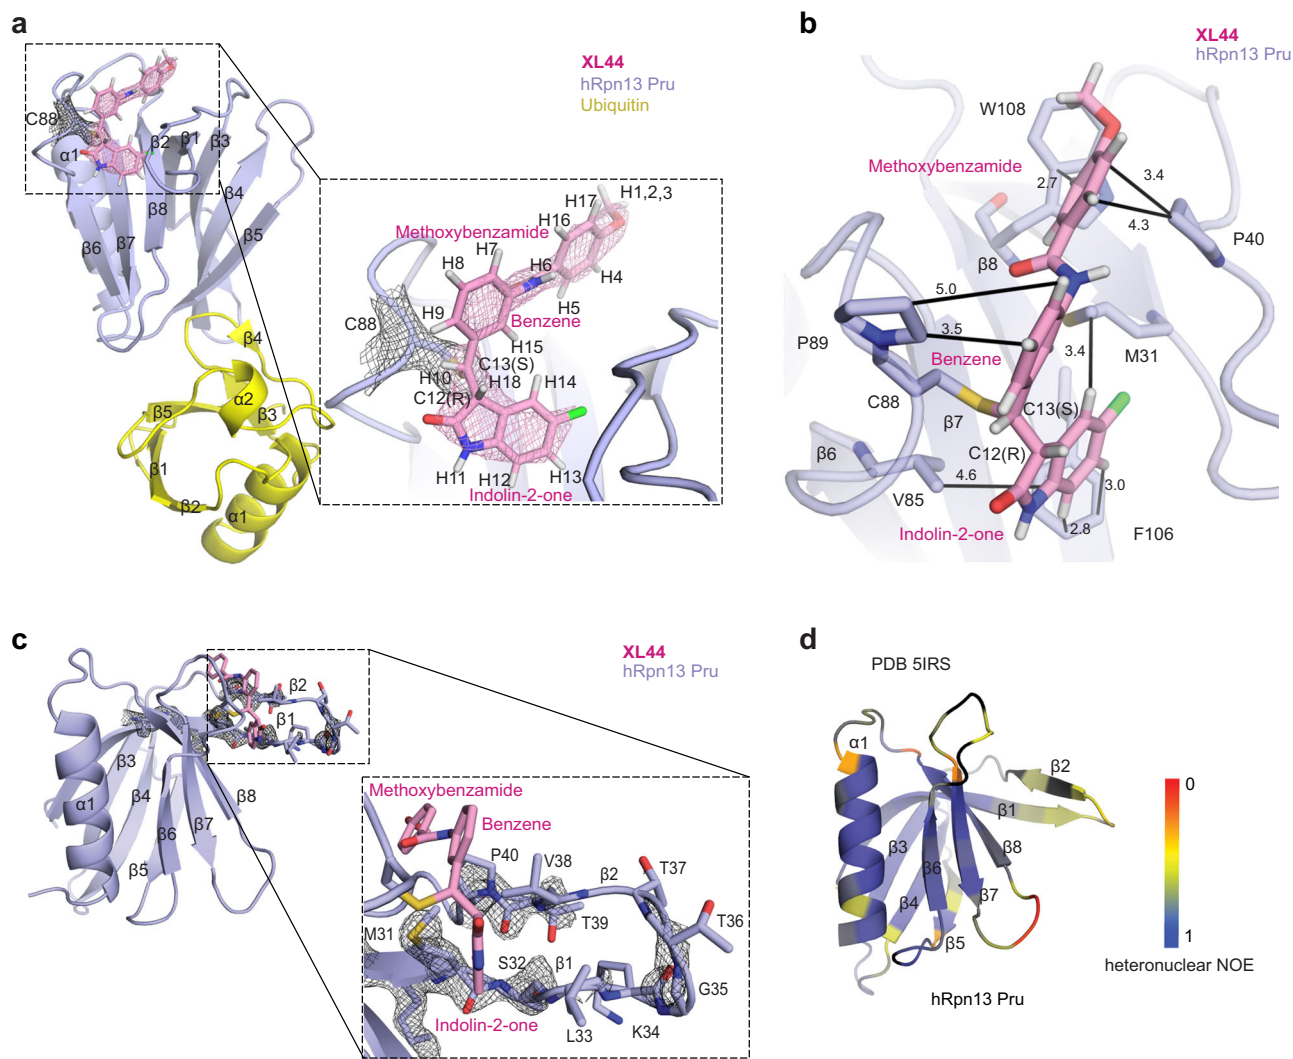 a
XL44
hRpn13 Pru
Ubiquitin
C88
α1
β2
β1
β3
β4
β8
β5
β6
β7
β4
α2
β5
β3
β1
β2
α1
H17
H1,2,3
H16
Methoxybenzamide
H7
H8
H6
H4
H5
H9
Benzene
C88
H15
C13(S)
H10
H18
H14
C12(R)
H11
H12
H13
Indolin-2-one
b
XL44
hRpn13 Pru
W108
Methoxybenzamide
2.7
3.4
4.3
P40
β8
5.0
P89
3.5
Benzene
3.4
M31
C88
β7
C13(S)
β6
C12(R)
4.6
V85
3.0
Indolin-2-one
2.8
F106
c
XL44
hRpn13 Pru
β2
β1
β3
α1
β4
β8
β6
β7
β5
Methoxybenzamide
Benzene
P40
V38
β2
T37
T39
T36
M31
S32
β1
G35
Indolin-2-one
L33
K34
d
PDB 5IRS
α1
β2
β1
β3
β8
β6
β4
β7
β5
0
1
heteronuclear NOE
hRpn13 Pru